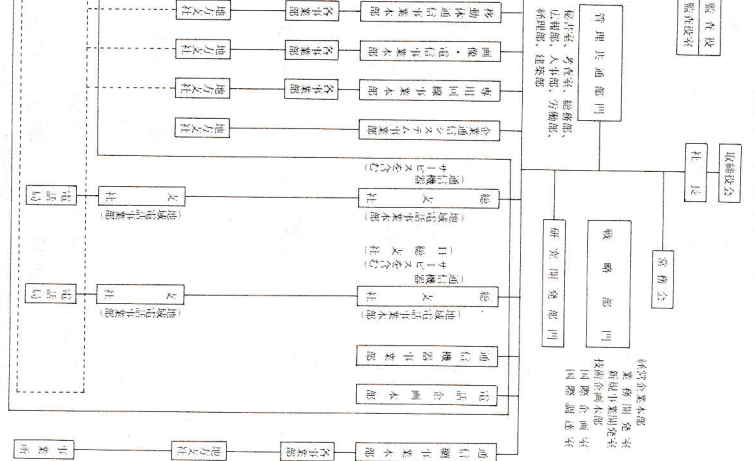 監査役
監査役室
取締役会
社長
常務会
管理共通部門
秘書室、考査室、総務部、
広報部、人事部、労働部、
経理部、建築部
戦略部門
経営企業本部
業務開発室
新規事業開発室
技術企画本部
国際企画室
国際調達室
研究開発部門
移動体通信事業本部
各事業部
地方支社
画像・電信事業本部
各事業部
地方支社
専用回線事業本部
各事業部
地方支社
企業通信システム事業部
地方支社
総支社
(地域電話事業本部)
(通信機器
サービスを含む)
支社
(地域電話事業部)
電話局
(11総支社)
総支社
(地域電話事業本部)
(通信機器
サービスを含む)
支社
(地域電話事業部)
電話局
通信機器事業部
電話企画本部
通信網事業本部
各事業部
地方支社
事業所